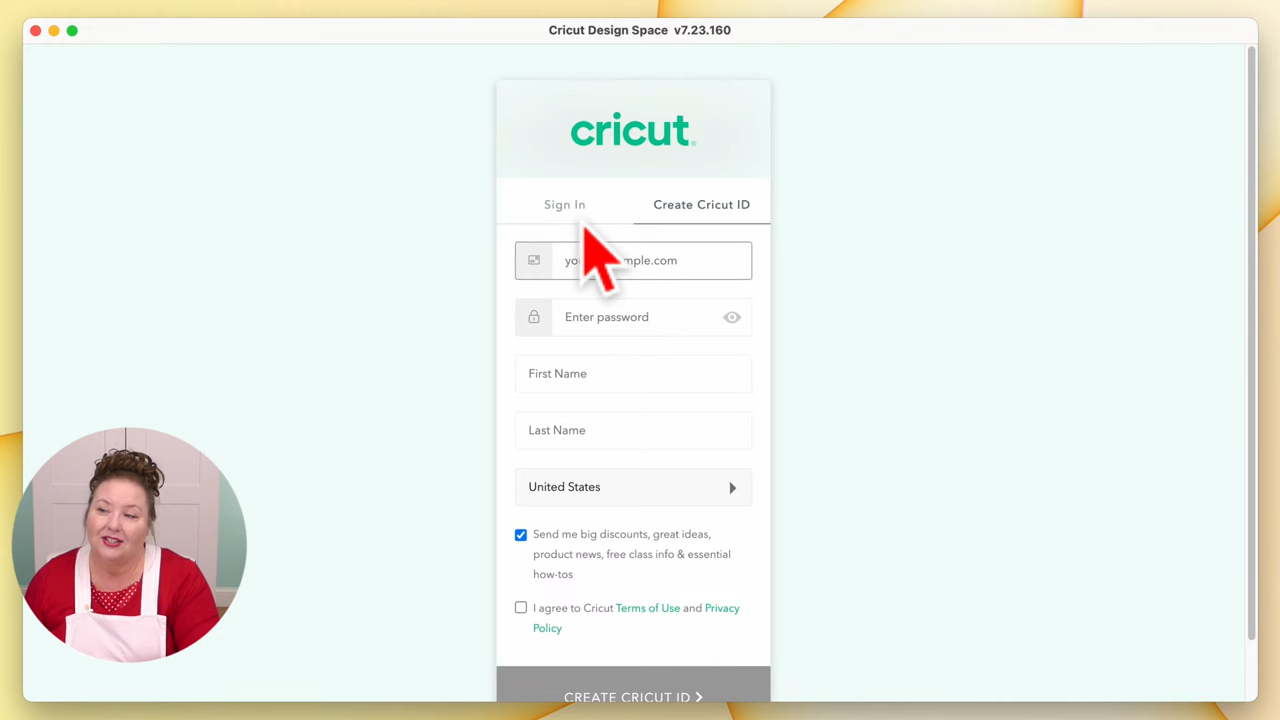 Cricut Design Space v7.23.160
cricut
Sign In
Create Cricut ID
mple.com
Enter password
First Name
Last Name
United States
Send me big discounts, great ideas,
product news, free class info & essential
how-tos
I agree to Cricut Terms of Use and Privacy
Policy
CREATE CRICUT ID